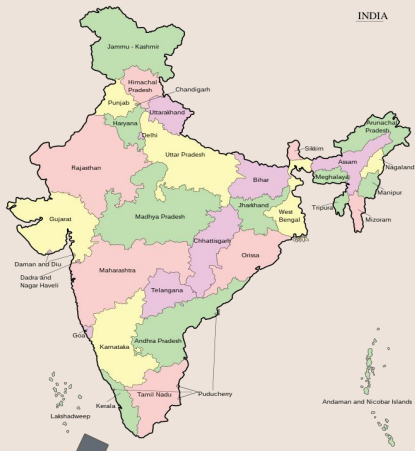 INDIA
Jammu - Kashmir
Himachal
Pradesh
Chandigarh
Punjab
Uttarakhand
Haryana
Delhi
Arunachal
Pradesh
Rajasthan
Uttar Pradesh
Sikkim
Assam
Nagaland
Bihar
Meghalaya
Manipur
Jharkhand
Tripura
Mizoram
Gujarat
Madhya Pradesh
West
Bengal
Chhattisgarh
Daman and Diu
Dadra and
Nagar Haveli
Maharashtra
Orissa
Telangana
Goa
Karnataka
Andhra Pradesh
Kerala
Tamil Nadu
Puducherry
Lakshadweep
Andaman and Nicobar Islands